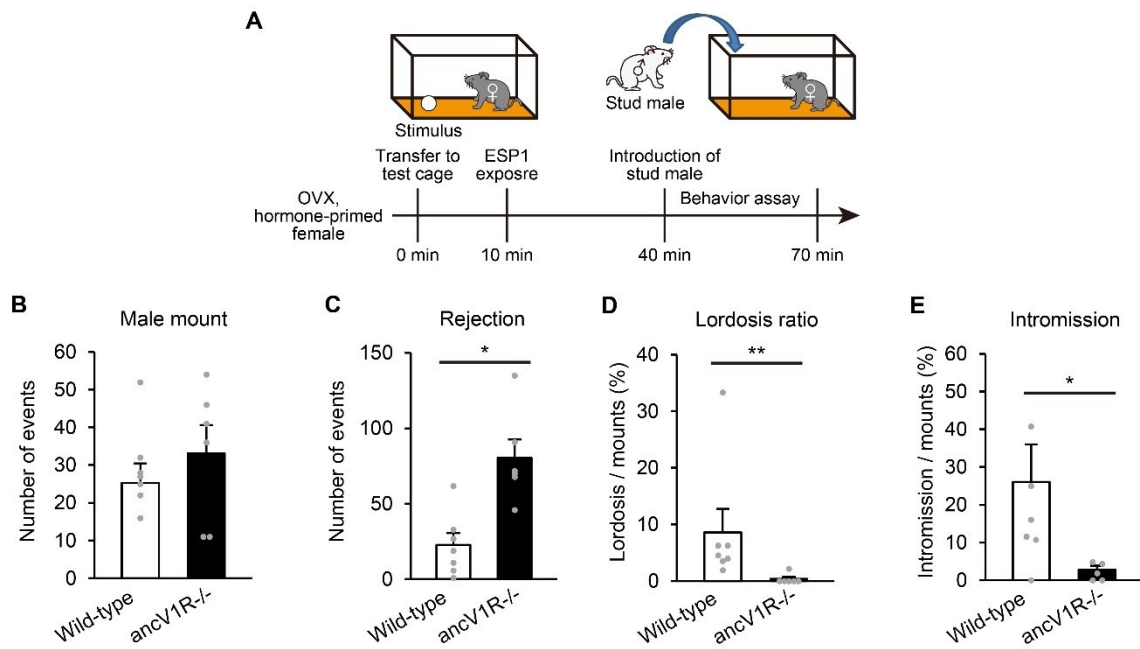 A
♂
♀
♀
Stud male
Stimulus
Transfer to
test cage
ESP1
exposre
Introduction of
stud male
Behavior assay
OVX,
hormone-primed
female
0 min
10 min
40 min
70 min
B
Male mount
Number of events
60
50
40
30
20
10
0
Wild-type
ancV1R-/-
C
Rejection
Number of events
150
100
50
0
*
Wild-type
ancV1R-/-
D
Lordosis ratio
Lordosis / mounts (%)
40
30
20
10
0
**
Wild-type
ancV1R-/-
E
Intromission
Intromission / mounts (%)
60
50
40
30
20
10
0
*
Wild-type
ancV1R-/-